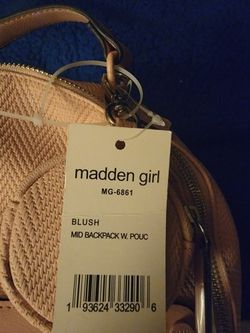 madden girl
MG-6861
BLUSH
MID BACKPACK W. POUC
1 93624 33290 6